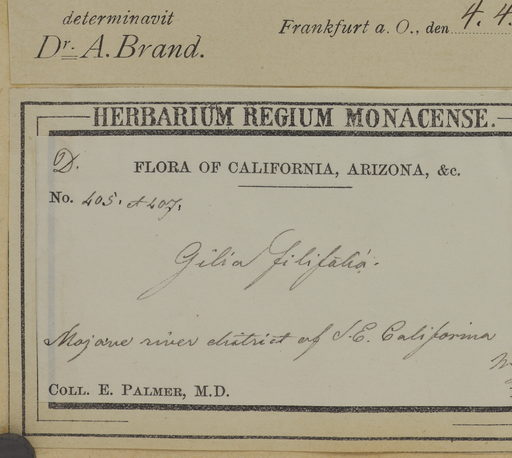 determinavit
Dr. A. Brand.
Frankfurt a. O., den 4. 4.
HERBARIUM REGIUM MONACENSE.
D.
FLORA OF CALIFORNIA, ARIZONA, &c.
No. 405. & 407.
Gilia filifolia.
Mojave river district of S.E. California
COLL. E. PALMER, M.D.